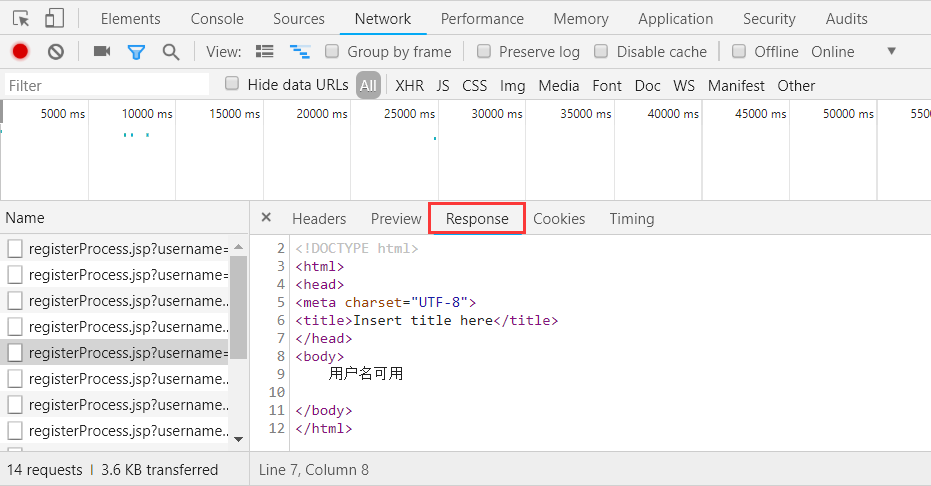 Elements Console Sources Network Performance Memory Application Security Audits
View: Group by frame Preserve log Disable cache Offline Online
Filter Hide data URLs All XHR JS CSS Img Media Font Doc WS Manifest Other
5000 ms 10000 ms 15000 ms 20000 ms 25000 ms 30000 ms 35000 ms 40000 ms 45000 ms 50000 ms 5500
Name
registerProcess.jsp?username=
registerProcess.jsp?username=
registerProcess.jsp?username...
registerProcess.jsp?username...
registerProcess.jsp?username=
registerProcess.jsp?username...
registerProcess.jsp?username...
registerProcess.jsp?username...
14 requests 3.6 KB transferred
× Headers Preview Response Cookies Timing
2 <!DOCTYPE html>
3 <html>
4 <head>
5 <meta charset="UTF-8">
6 <title>Insert title here</title>
7 </head>
8 <body>
9 用户名可用
10
11 </body>
12 </html>
Line 7, Column 8